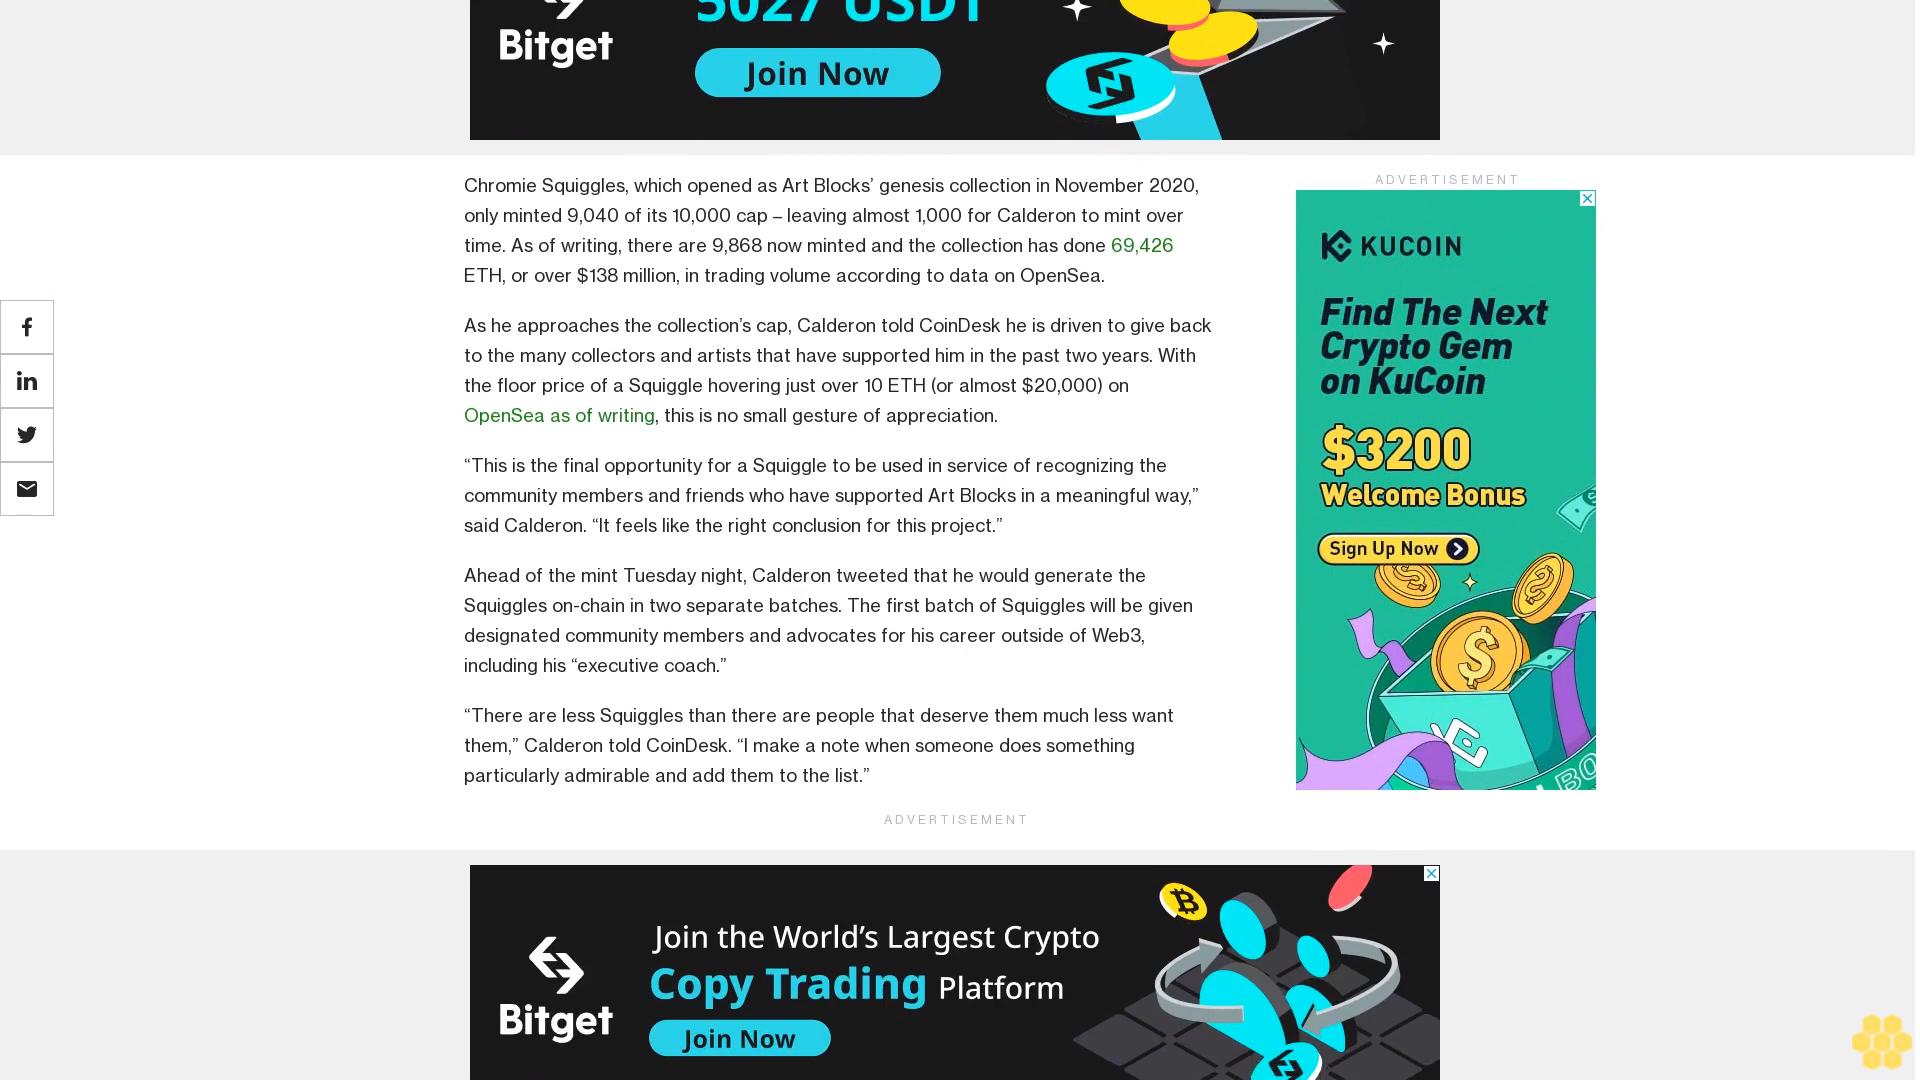 5027 USDT
Bitget
Join Now
Chromie Squiggles, which opened as Art Blocks’ genesis collection in November 2020,
only minted 9,040 of its 10,000 cap – leaving almost 1,000 for Calderon to mint over
time. As of writing, there are 9,868 now minted and the collection has done 69,426
ETH, or over $138 million, in trading volume according to data on OpenSea.
As he approaches the collection’s cap, Calderon told CoinDesk he is driven to give back
to the many collectors and artists that have supported him in the past two years. With
the floor price of a Squiggle hovering just over 10 ETH (or almost $20,000) on
OpenSea as of writing, this is no small gesture of appreciation.
“This is the final opportunity for a Squiggle to be used in service of recognizing the
community members and friends who have supported Art Blocks in a meaningful way,”
said Calderon. “It feels like the right conclusion for this project.”
Ahead of the mint Tuesday night, Calderon tweeted that he would generate the
Squiggles on-chain in two separate batches. The first batch of Squiggles will be given
designated community members and advocates for his career outside of Web3,
including his “executive coach.”
“There are less Squiggles than there are people that deserve them much less want
them,” Calderon told CoinDesk. “I make a note when someone does something
particularly admirable and add them to the list.”
ADVERTISEMENT
KUCOIN
Find The Next
Crypto Gem
on KuCoin
$3200
Welcome Bonus
Sign Up Now
ADVERTISEMENT
Join the World’s Largest Crypto
Copy Trading Platform
Bitget
Join Now